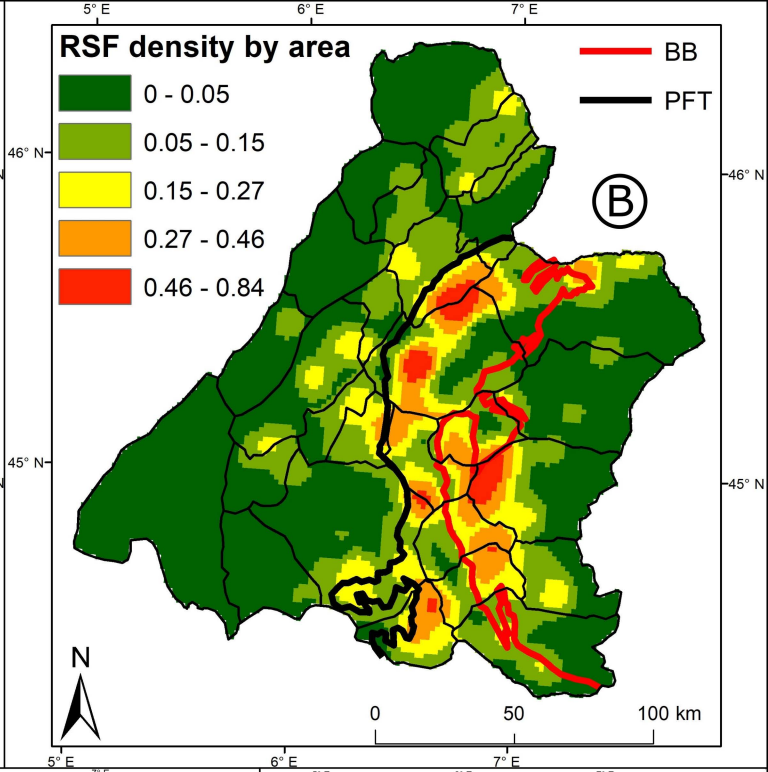 5° E 6° E 7° E
RSF density by area
BB
0 - 0.05
PFT
0.05 - 0.15
46° N
46° N
0.15 - 0.27
B
0.27 - 0.46
0.46 - 0.84
45° N
45° N
N
0 50 100 km
5° E 6° E 7° E